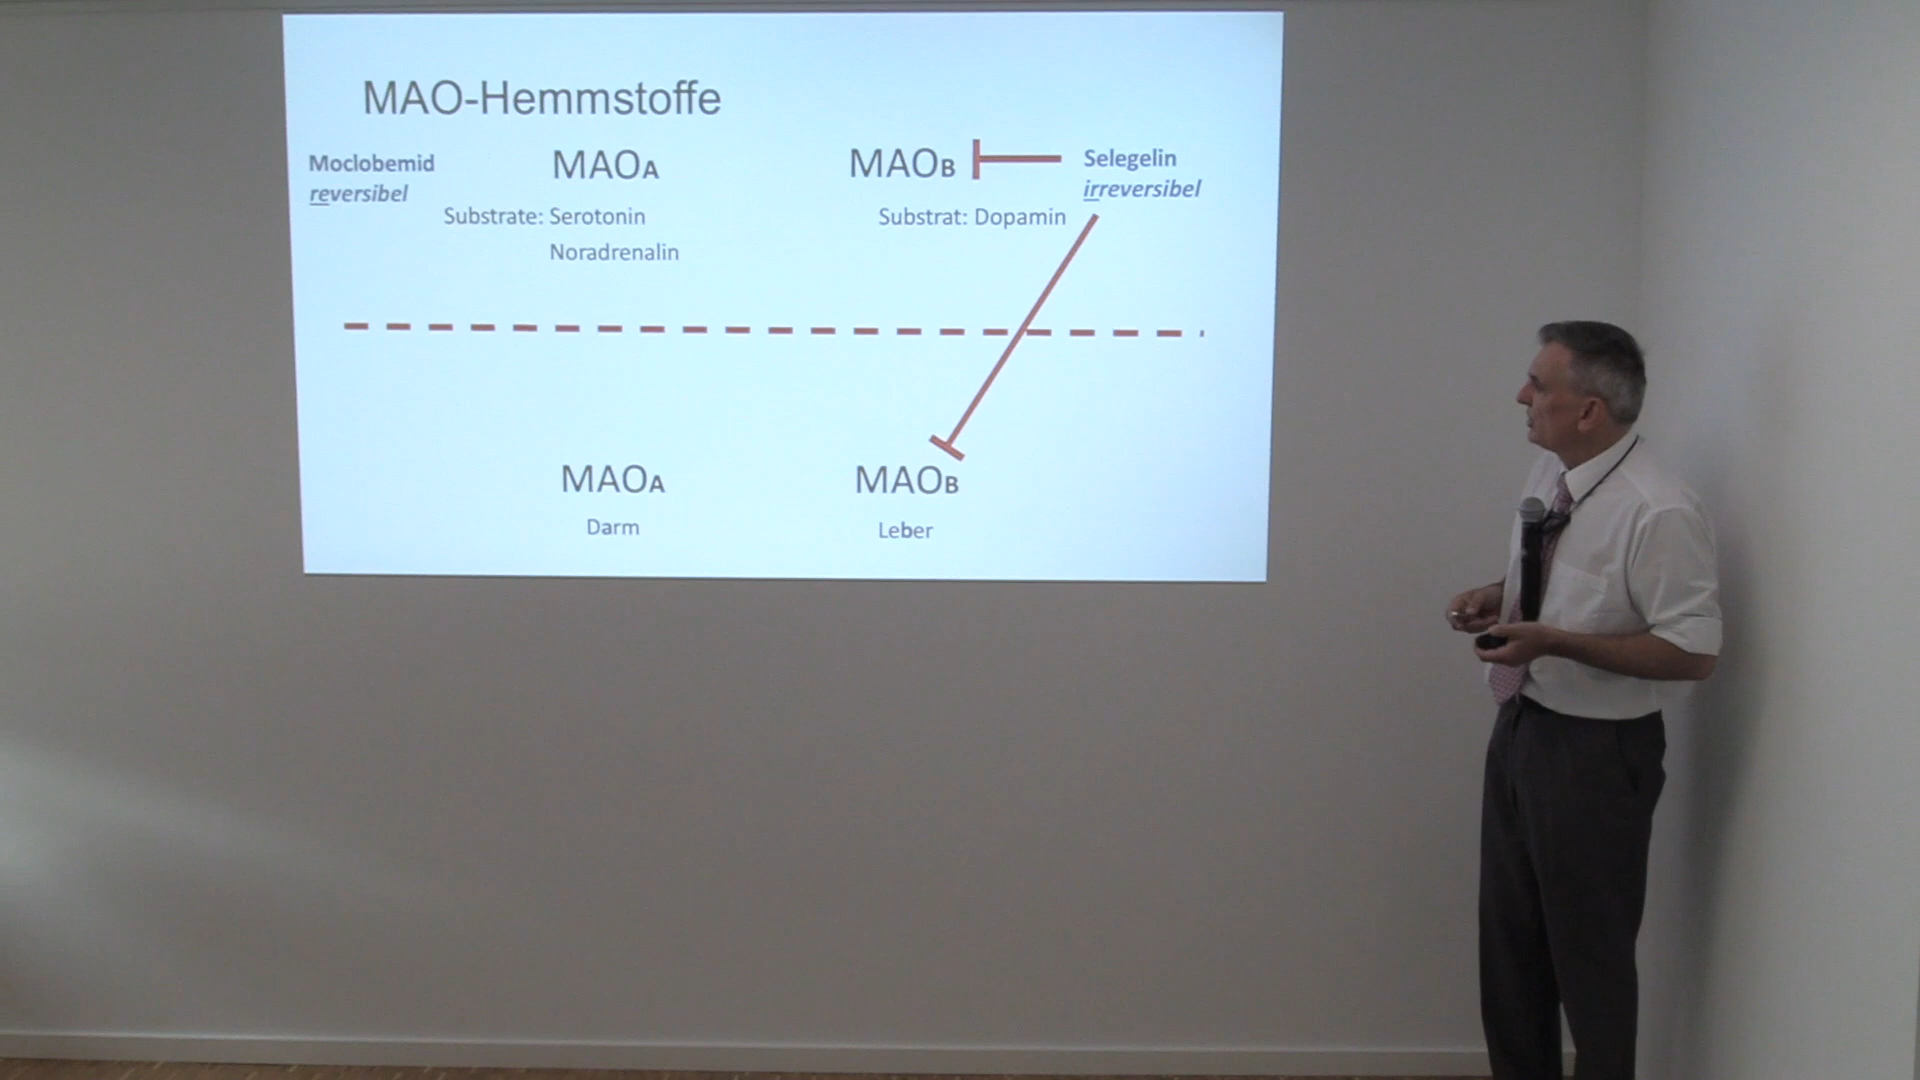 MAO-Hemmstoffe
Moclobemid
reversibel
MAOA
Substrate: Serotonin
Noradrenalin
MAOB
Substrat: Dopamin
Selegelin
irreversibel
MAOA
Darm
MAOB
Leber